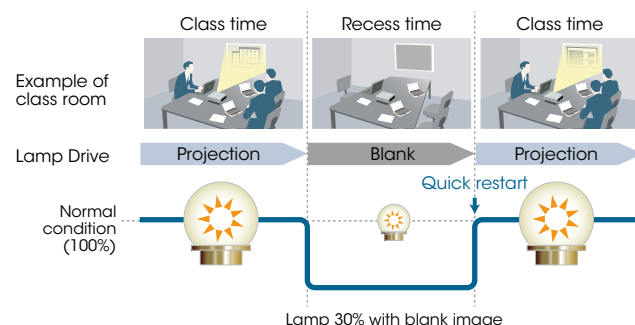 Class time
Recess time
Class time
Example of
class room
Lamp Drive
Projection
Blank
Projection
Quick restart
Normal
condition
(100%)
Lamp 30% with blank image